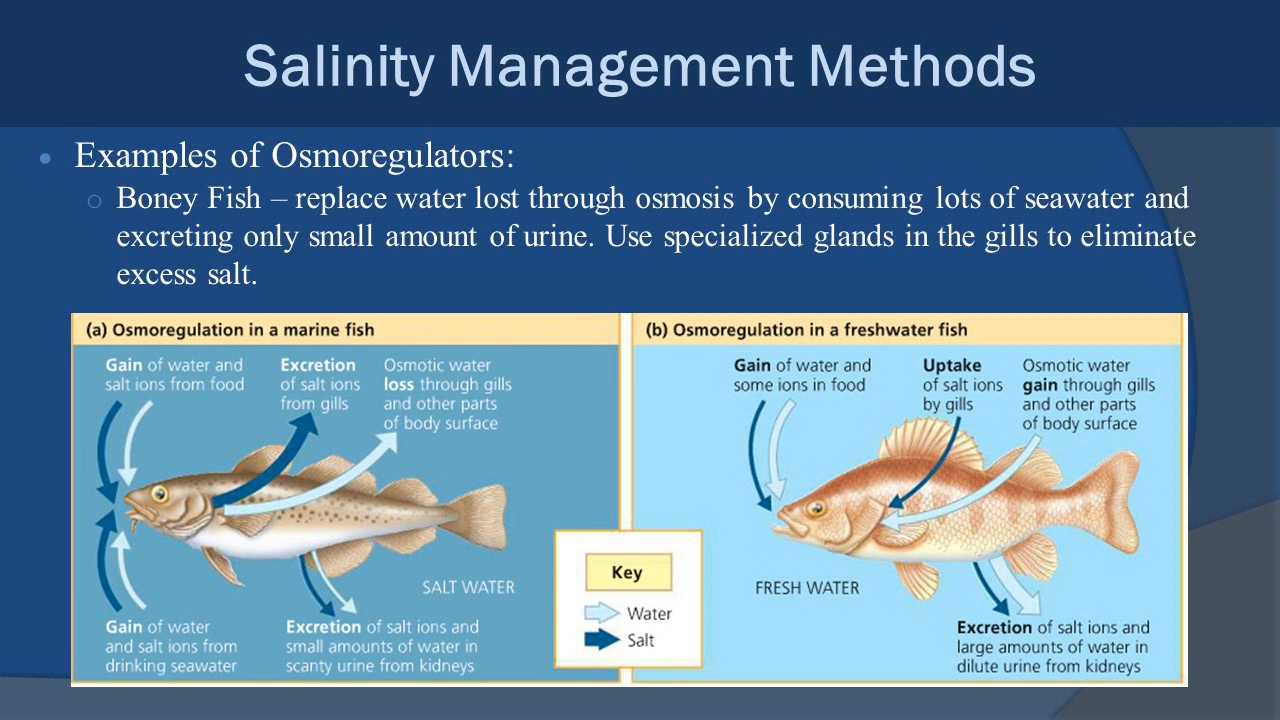 Salinity Management Methods
Examples of Osmoregulators:
Boney Fish – replace water lost through osmosis by consuming lots of seawater and
excreting only small amount of urine. Use specialized glands in the gills to eliminate
excess salt.
(a) Osmoregulation in a marine fish
Gain of water and
salt ions from food
Excretion
of salt ions
from gills
Osmotic water
loss through gills
and other parts
of body surface
SALT WATER
Gain of water
and salt ions from
drinking seawater
Excretion of salt ions and
small amounts of water in
scanty urine from kidneys
Key
Water
Salt
(b) Osmoregulation in a freshwater fish
Gain of water and
some ions in food
Uptake
of salt ions
by gills
Osmotic water
gain through gills
and other parts
of body surface
FRESH WATER
Excretion of salt ions and
large amounts of water in
dilute urine from kidneys